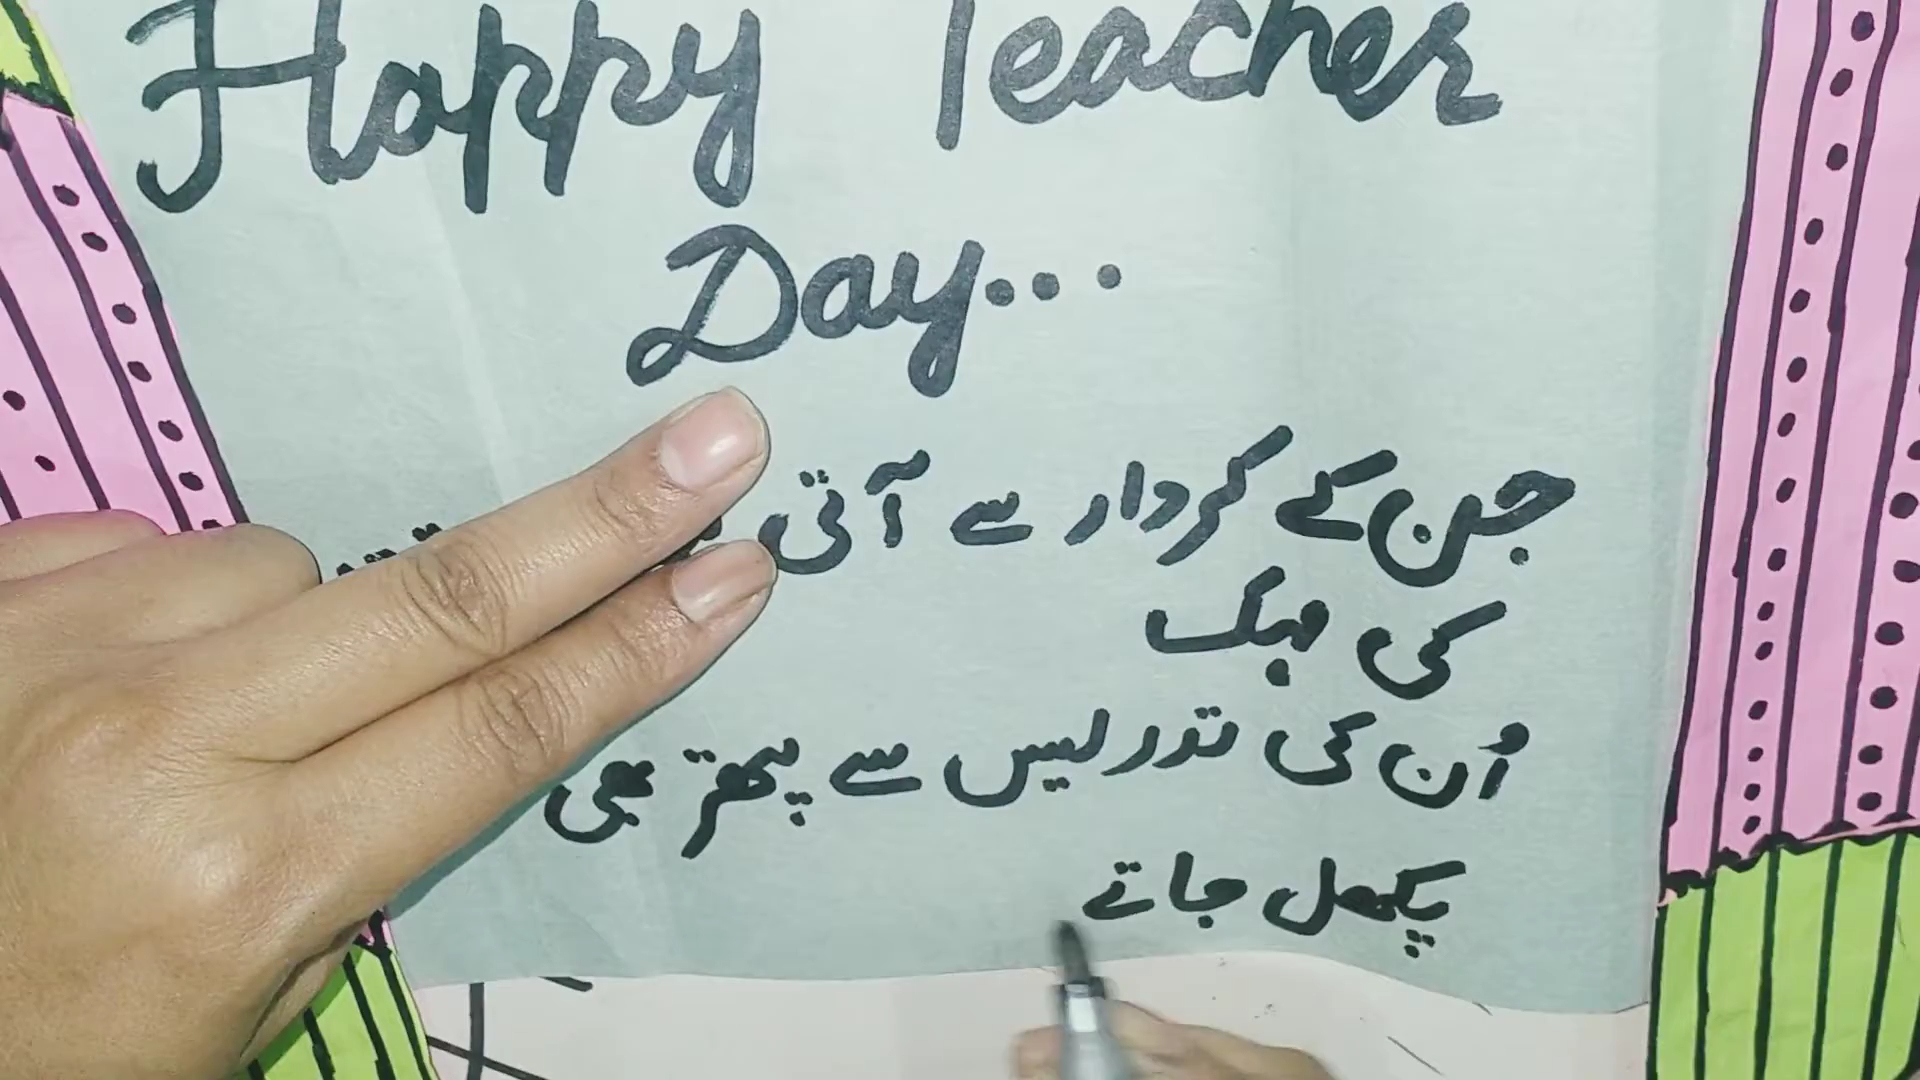 Happy Teacher
Day...
جن کے کردار سے آتی
کی مہک
اُن کی تدریس سے پتھر بھی
پگھل جاتے